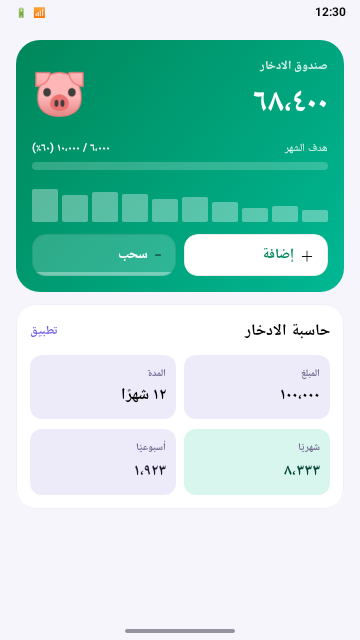 12:30
صندوق الادخار
٦٨،٤٠٠
هدف الشهر
٦،٠٠٠ / ١٠،٠٠٠ (٦٠٪)
+ إضافة
− سحب
حاسبة الادخار
تطبيق
المبلغ
١٠٠،٠٠٠
المدة
١٢ شهرًا
شهريًا
٨،٣٣٣
أسبوعيًا
١،٩٢٣